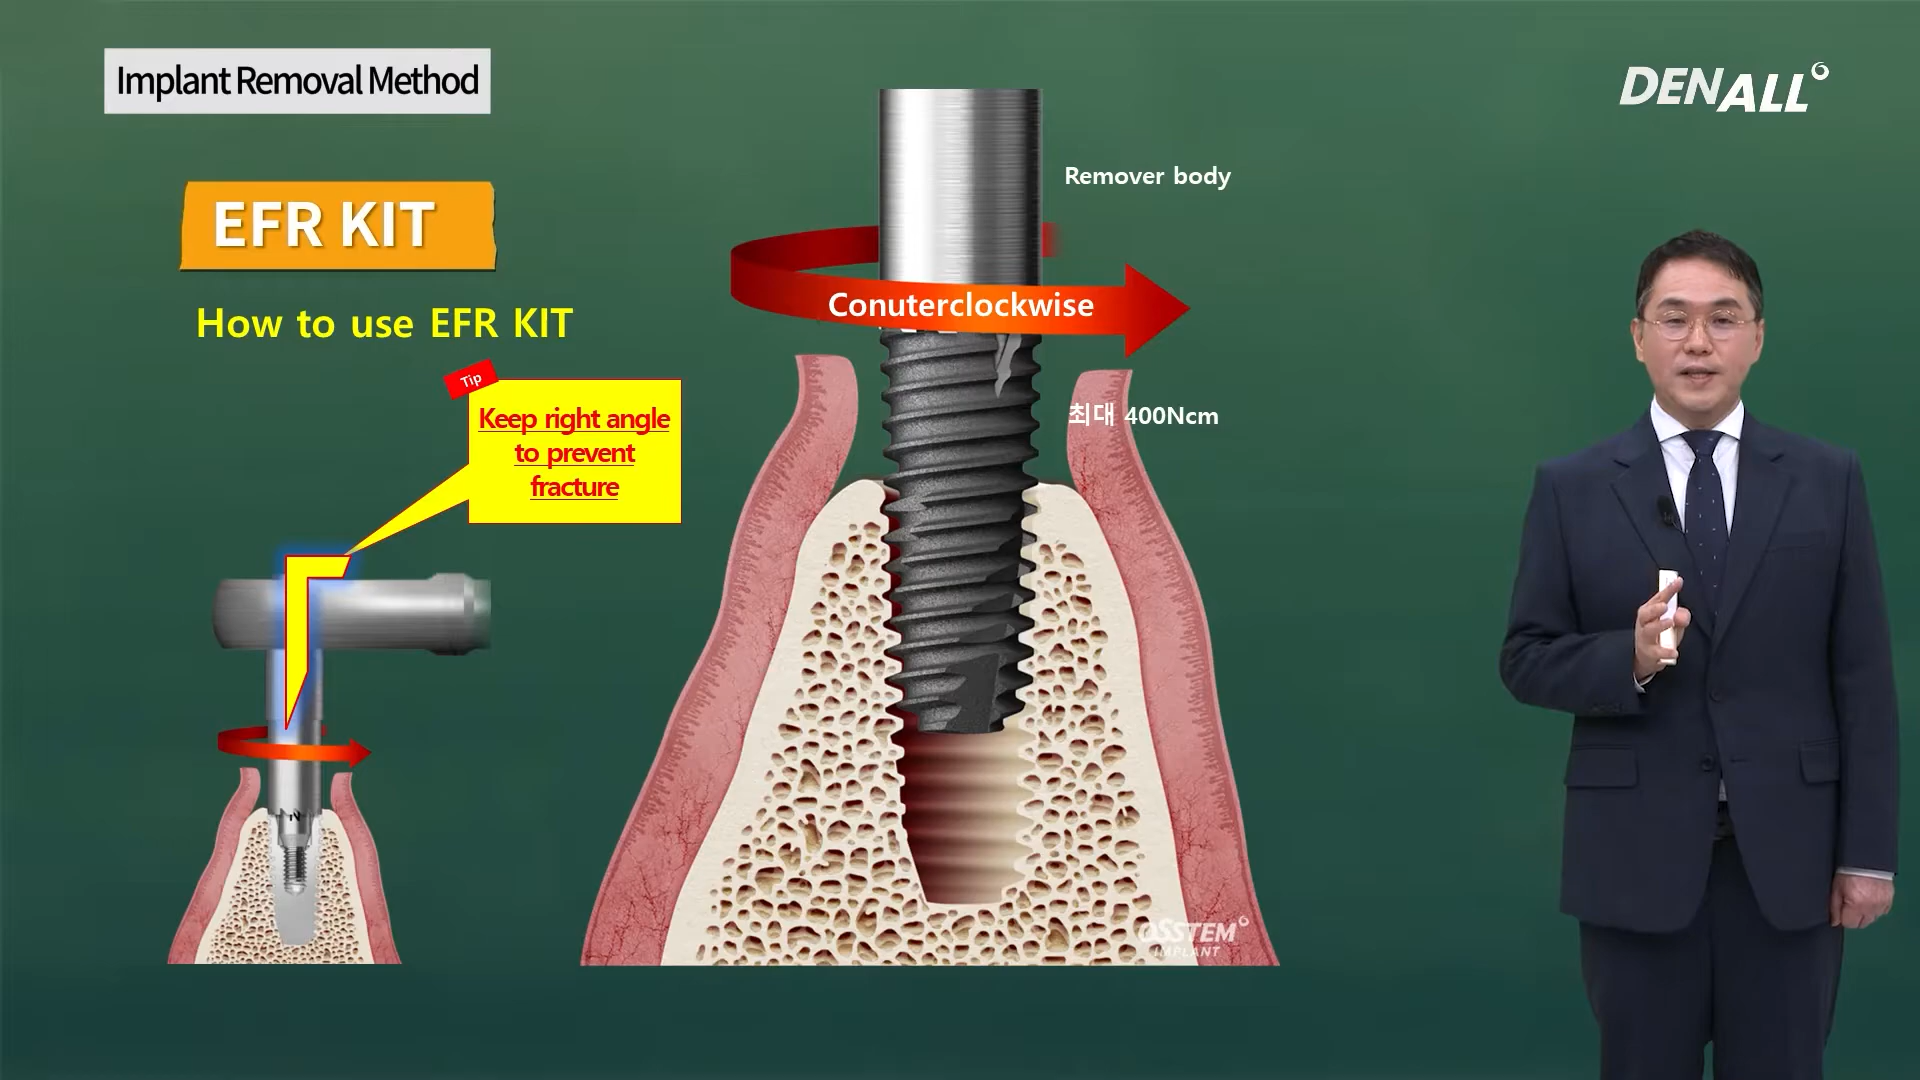 Implant Removal Method
DENALL
EFR KIT
How to use EFR KIT
Tip
Keep right angle
to prevent
fracture
Remover body
Conuterclockwise
최대 400Ncm
OSSTEM
IMPLANT